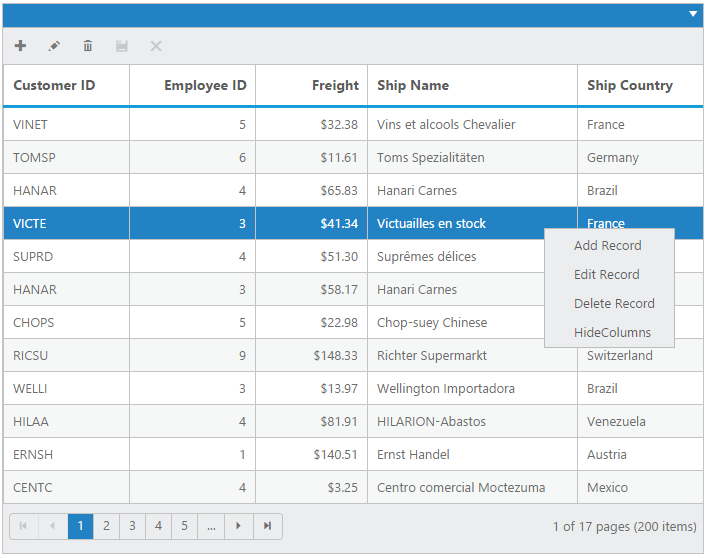 Customer ID Employee ID Freight Ship Name Ship Country
VINET 5 $32.38 Vins et alcools Chevalier France
TOMSP 6 $11.61 Toms Spezialitäten Germany
HANAR 4 $65.83 Hanari Carnes Brazil
VICTE 3 $41.34 Victuailles en stock France
SUPRD 4 $51.30 Suprêmes délices
HANAR 3 $58.17 Hanari Carnes
CHOPS 5 $22.98 Chop-suey Chinese
Add Record
Edit Record
Delete Record
HideColumns
RICSU 9 $148.33 Richter Supermarkt Switzerland
WELLI 3 $13.97 Wellington Importadora Brazil
HILAA 4 $81.91 HILARION-Abastos Venezuela
ERNSH 1 $140.51 Ernst Handel Austria
CENTC 4 $3.25 Centro comercial Moctezuma Mexico
1 2 3 4 5 ... 1 of 17 pages (200 items)